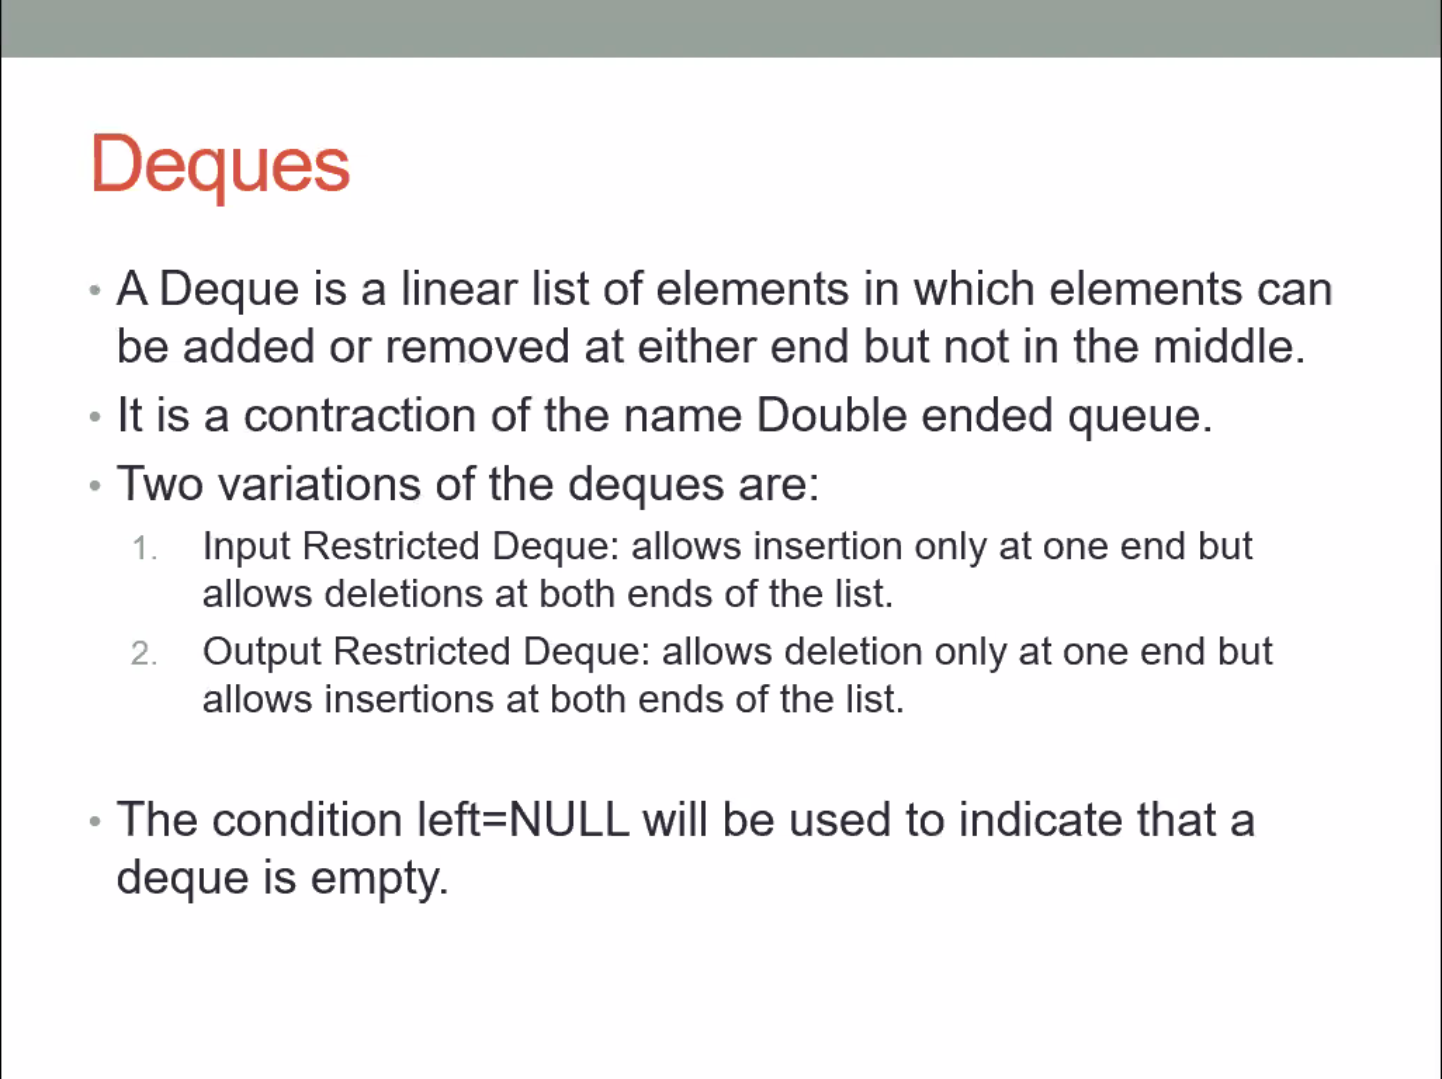 Deques
• A Deque is a linear list of elements in which elements can
be added or removed at either end but not in the middle.
• It is a contraction of the name Double ended queue.
• Two variations of the deques are:
1. Input Restricted Deque: allows insertion only at one end but
allows deletions at both ends of the list.
2. Output Restricted Deque: allows deletion only at one end but
allows insertions at both ends of the list.
• The condition left=NULL will be used to indicate that a
deque is empty.